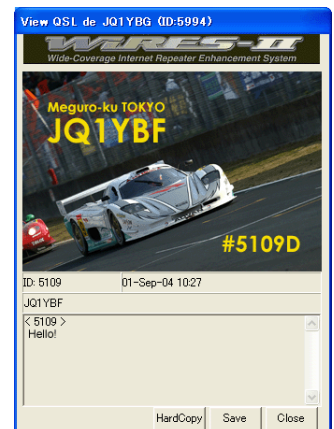 View QSL de JQ1YBG (ID:5994)
WiRES-II
Wide-Coverage Internet Repeater Enhancement System
Meguro-ku TOKYO
JQ1YBF
#5109D
ID: 5109 01-Sep-04 10:27
JQ1YBF
< 5109 >
Hello!
HardCopy Save Close